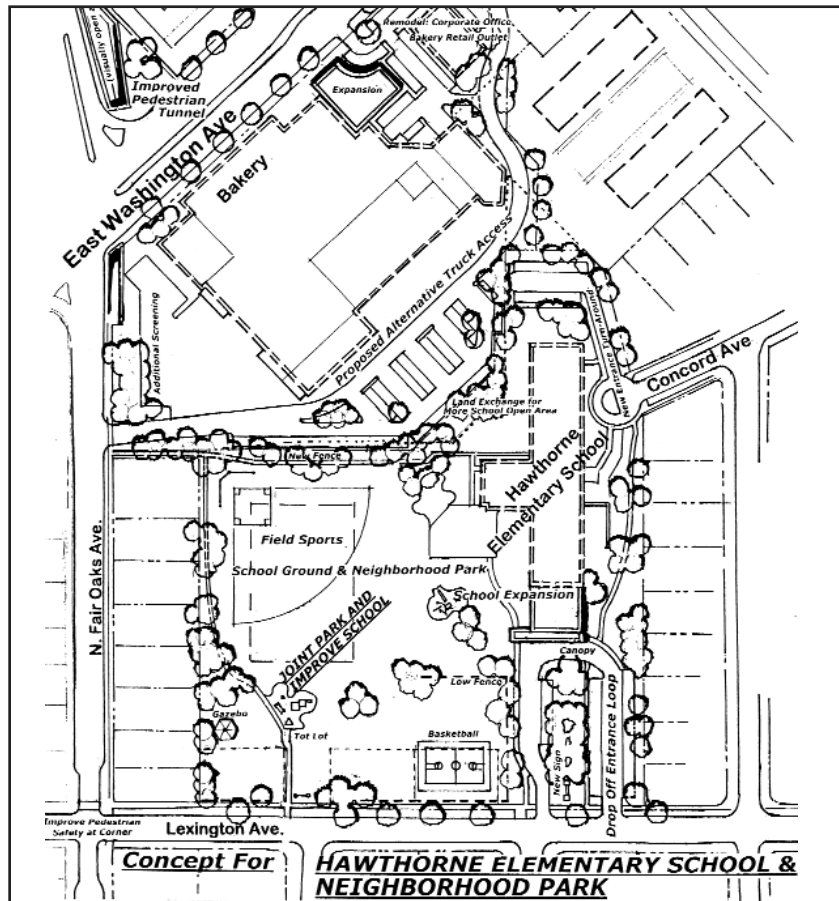 Remodel: Corporate Office,
Bakery Retail Outlet
(visually open
Improved
Pedestrian
Tunnel
Expansion
East Washington Ave
Bakery
Proposed Alternative Truck Access
Additional Screening
New Entrance Turn-Around
Concord Ave
Land Exchange for
More School Open Area
New Fence
Hawthorne
Elementary School
N. Fair Oaks Ave.
Field Sports
School Ground & Neighborhood Park
School Expansion
JOINT PARK AND
IMPROVE SCHOOL
Canopy
Low Fence
Gazebo
Tot Lot
Basketball
New Sign
Drop Off Entrance Loop
Improve Pedestrian
Safety at Corner
Lexington Ave.
Concept For HAWTHORNE ELEMENTARY SCHOOL &
NEIGHBORHOOD PARK